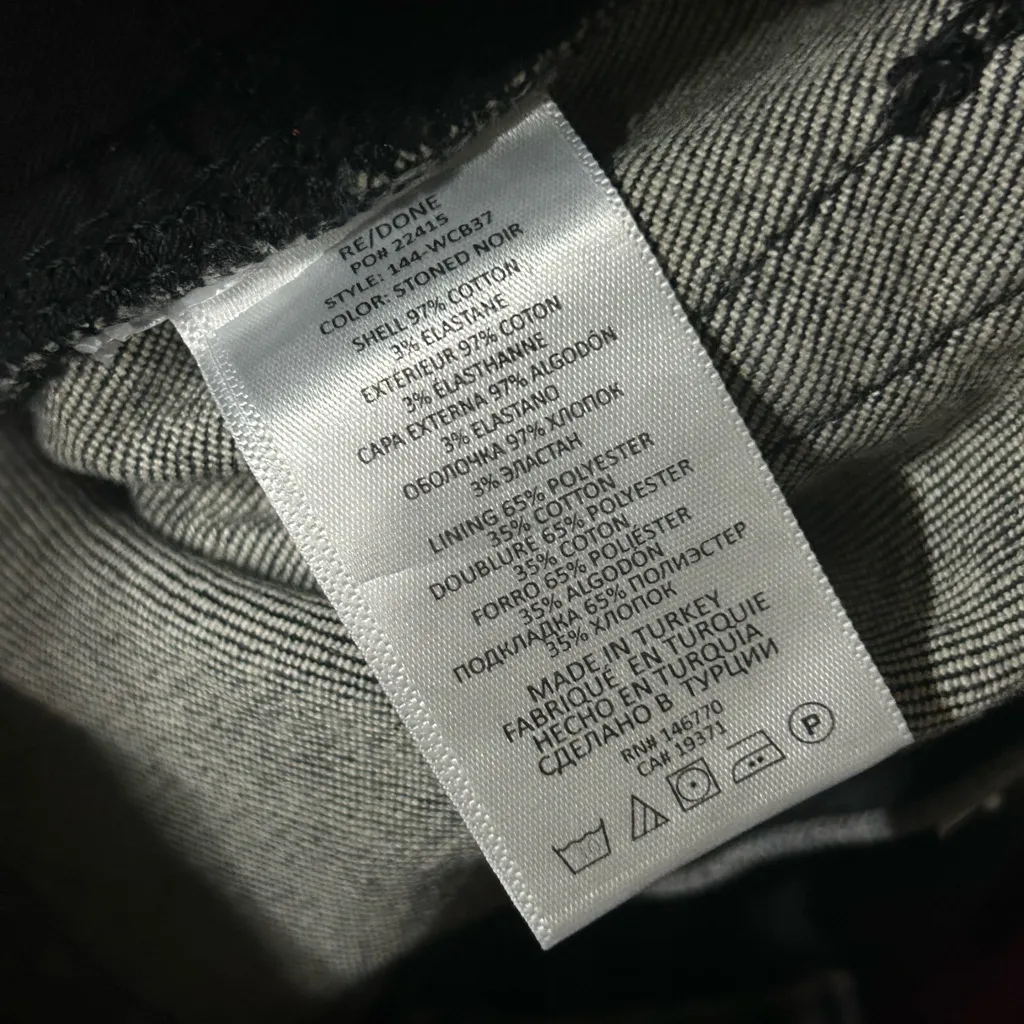 RE/DONE
PO# 22415
STYLE: 144-WCB37
COLOR: STONED NOIR
SHELL 97% COTTON
3% ELASTANE
EXTÉRIEUR 97% COTON
3% ÉLASTHANNE
CAPA EXTERNA 97% ALGODÓN
3% ELASTANO
ОБОЛОЧКА 97% ХЛОПОК
3% ЭЛАСТАН
LINING 65% POLYESTER
35% COTTON
DOUBLURE 65% POLYESTER
35% COTON
FORRO 65% POLIÉSTER
35% ALGODÓN
ПОДКЛАДКА 65% ПОЛИЭСТЕР
35% ХЛОПОК
MADE IN TURKEY
FABRIQUÉ EN TURQUIE
HECHO EN TURQUIA
СДЕЛАНО В ТУРЦИИ
RN# 146770
CA# 19371
P